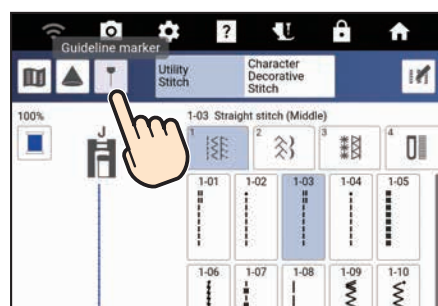 ?
Guideline marker
Utility
Stitch
Character
Decorative
Stitch
100%
J
1-03 Straight stitch (Middle)
1
2
3
4
1-01 1-02 1-03 1-04 1-05
1-06 1-07 1-08 1-09 1-10